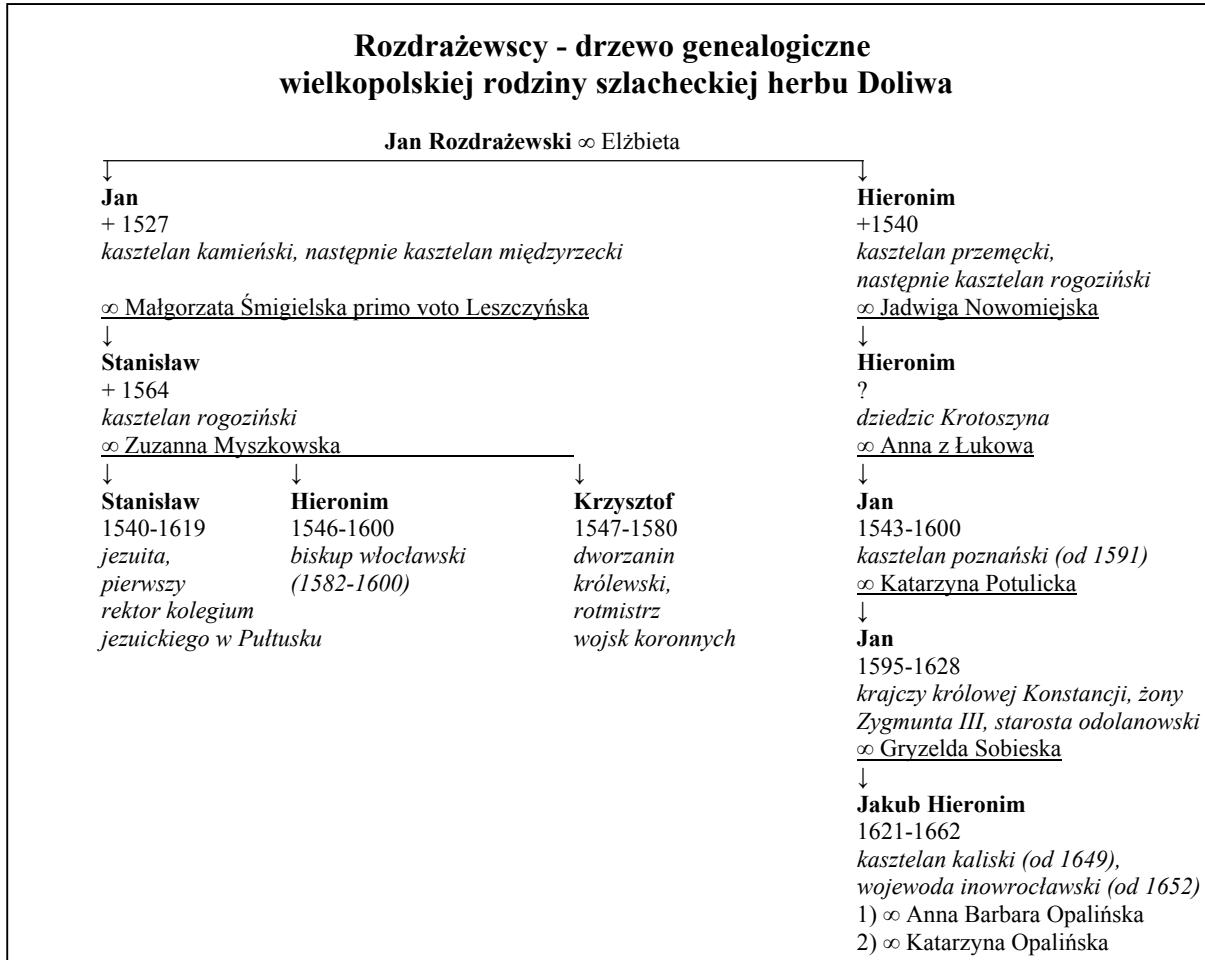 Rozdrażewscy - drzewo genealogiczne
wielkopolskiej rodziny szlacheckiej herbu Doliwa
Jan Rozdrażewski ∞ Elżbieta
↓
Jan
+ 1527
kasztelan kamieński, następnie kasztelan międzyrzecki
∞ Małgorzata Śmigielska primo voto Leszczyńska
↓
Stanisław
+ 1564
kasztelan rogoziński
∞ Zuzanna Myszkowska
↓
Stanisław
1540-1619
jezuita,
pierwszy
rektor kolegium
jezuickiego w Pułtusku
↓
Hieronim
1546-1600
biskup włocławski
(1582-1600)
↓
Krzysztof
1547-1580
dworzanin
królewski,
rotmistrz
wojsk koronnych
↓
Hieronim
+1540
kasztelan przemęcki,
następnie kasztelan rogoziński
∞ Jadwiga Nowomiejska
↓
Hieronim
?
dziedzic Krotoszyna
∞ Anna z Łukowa
↓
Jan
1543-1600
kasztelan poznański (od 1591)
∞ Katarzyna Potulicka
↓
Jan
1595-1628
krajczy królowej Konstancji, żony
Zygmunta III, starosta odolanowski
∞ Gryzelda Sobieska
↓
Jakub Hieronim
1621-1662
kasztelan kaliski (od 1649),
wojewoda inowrocławski (od 1652)
1) ∞ Anna Barbara Opalińska
2) ∞ Katarzyna Opalińska